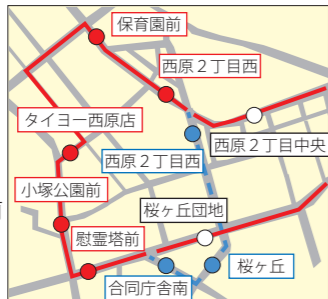 保育園前
西原２丁目西
タイヨー西原店
西原２丁目西
西原２丁目中央
小塚公園前
桜ヶ丘団地
慰霊塔前
桜ヶ丘
合同庁舎南